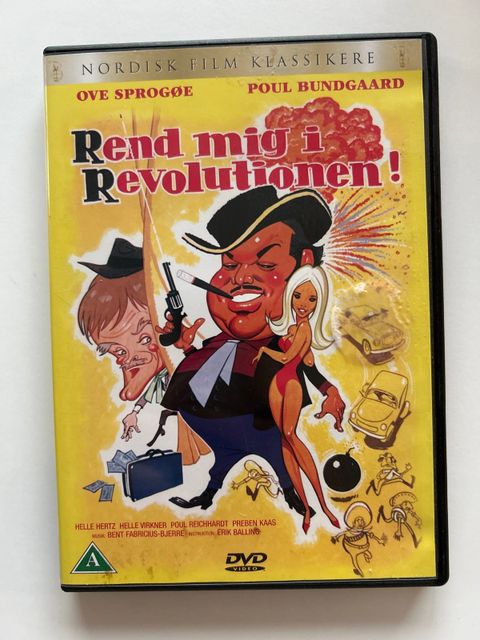 NORDISK FILM KLASSIKERE
OVE SPROGØE POUL BUNDGAARD
Rend mig i
Revolutionen!
HELLE HERTZ HELLE VIRKNER POUL REICHHARDT PREBEN KAAS
MUSIK: BENT FABRICIUS-BJERRE INSTRUKTION: ERIK BALLING
A
DVD
VIDEO